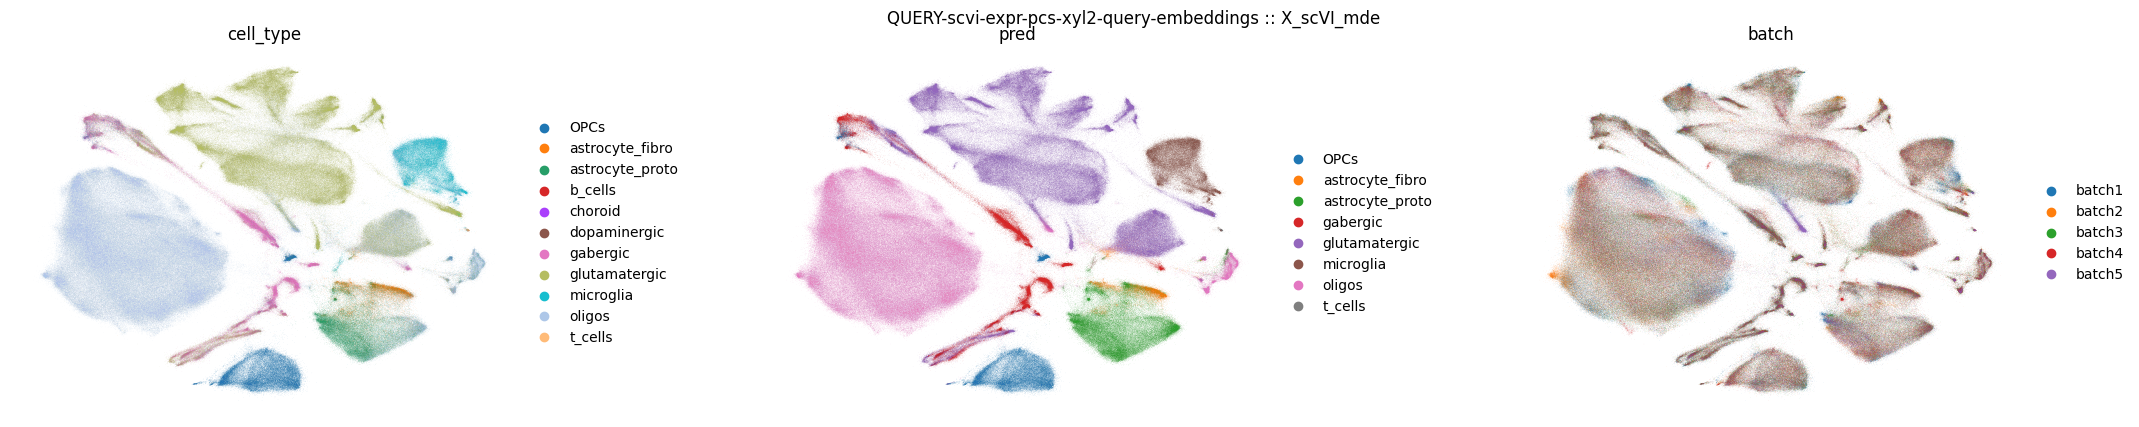 QUERY-scvi-expr-pcs-xyl2-query-embeddings :: X_scVI_mde
cell_type
OPCs
astrocyte_fibro
astrocyte_proto
b_cells
choroid
dopaminergic
gabergic
glutamatergic
microglia
oligos
t_cells
pred
OPCs
astrocyte_fibro
astrocyte_proto
gabergic
glutamatergic
microglia
oligos
t_cells
batch
batch1
batch2
batch3
batch4
batch5